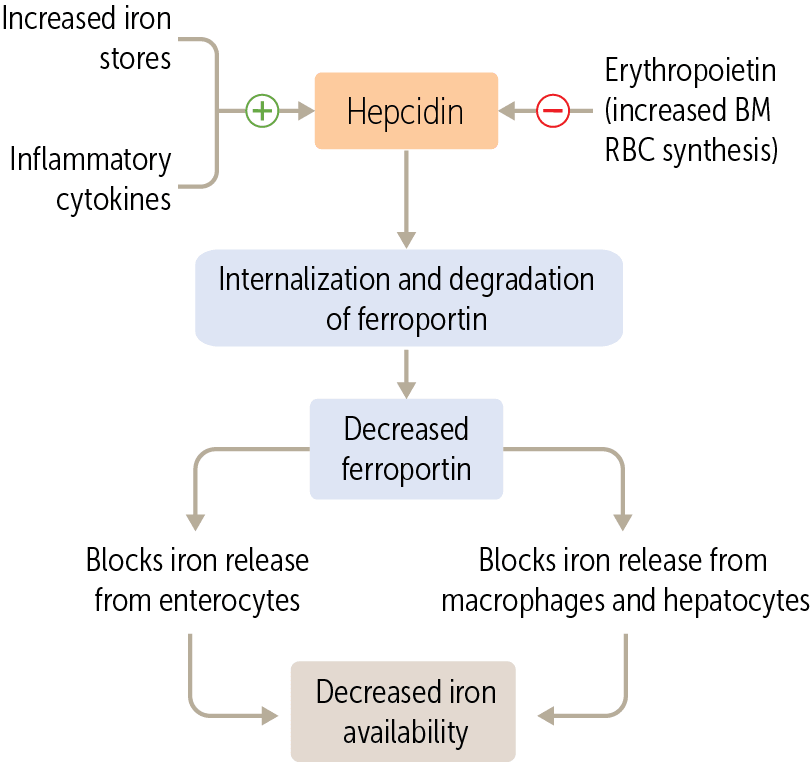 Increased iron
stores
Inflammatory
cytokines
+
Hepcidin
−
Erythropoietin
(increased BM
RBC synthesis)
Internalization and degradation
of ferroportin
Decreased
ferroportin
Blocks iron release
from enterocytes
Blocks iron release from
macrophages and hepatocytes
Decreased iron
availability